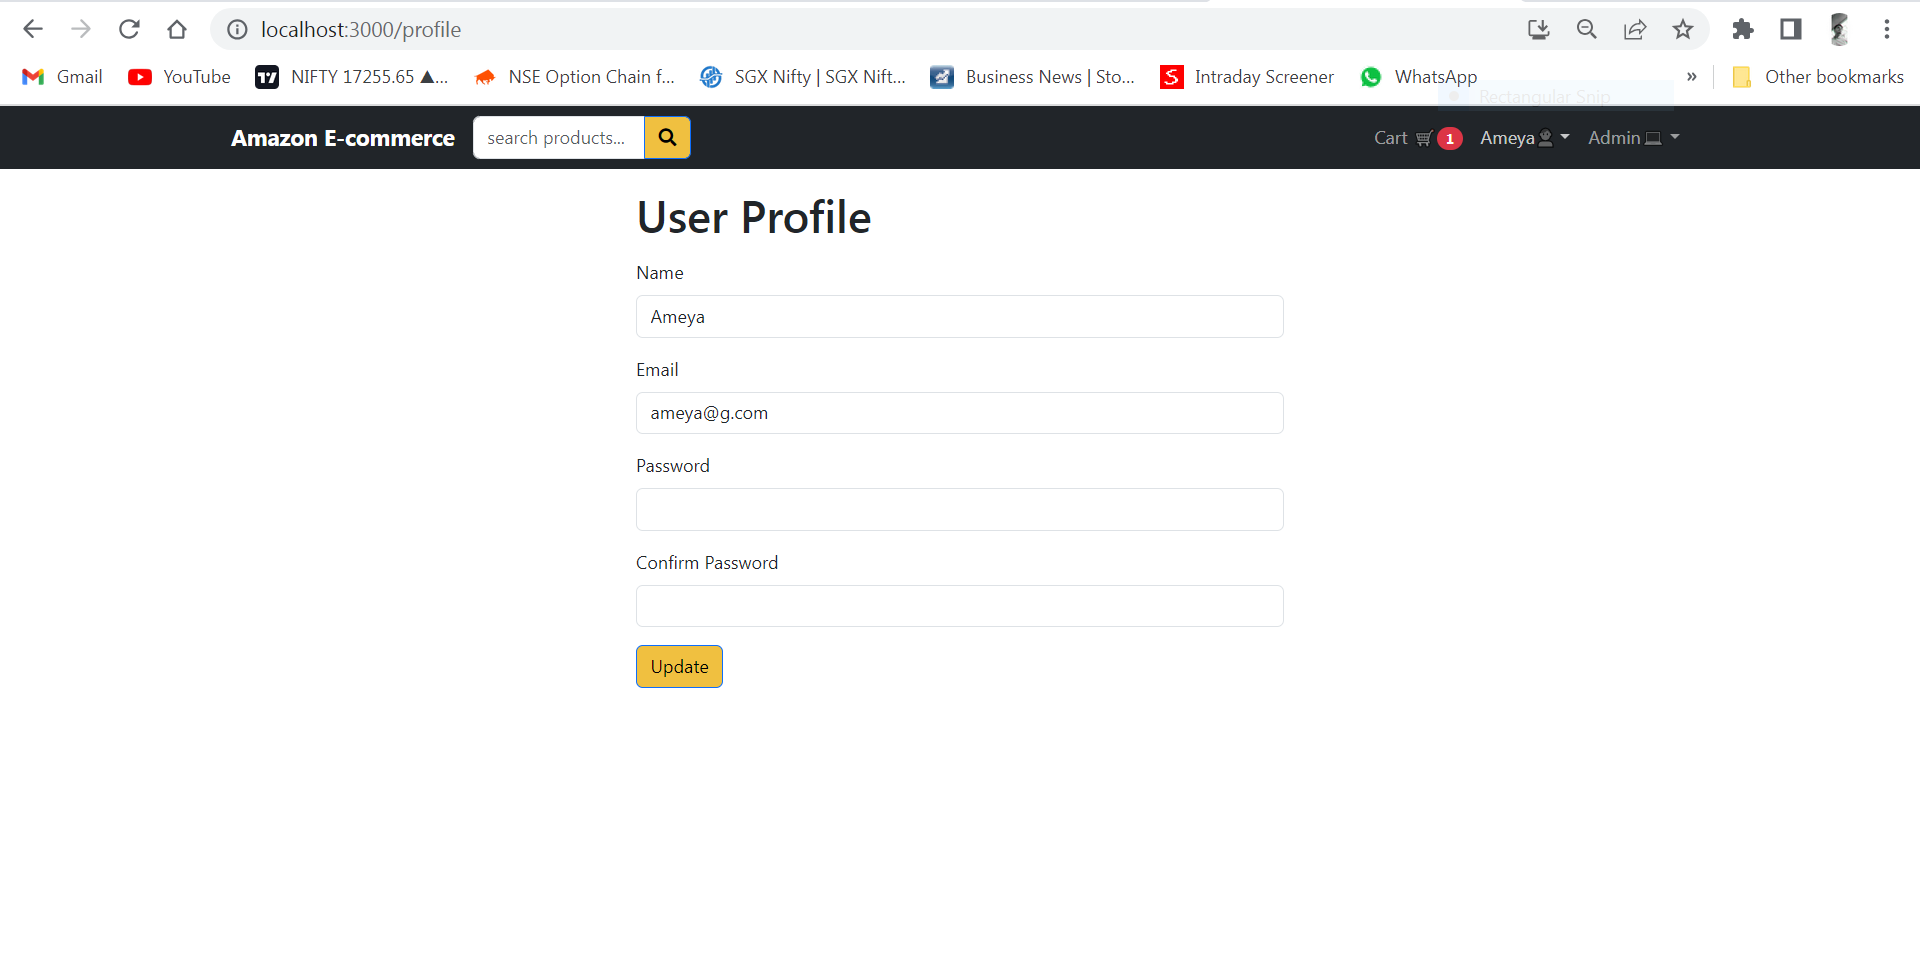 localhost:3000/profile
Gmail YouTube NIFTY 17255.65 ▲... NSE Option Chain f... SGX Nifty | SGX Nift... Business News | Sto... Intraday Screener WhatsApp » Other bookmarks
Rectangular Snip
Amazon E-commerce search products... Cart 1 Ameya Admin
User Profile
Name
Ameya
Email
ameya@g.com
Password
Confirm Password
Update